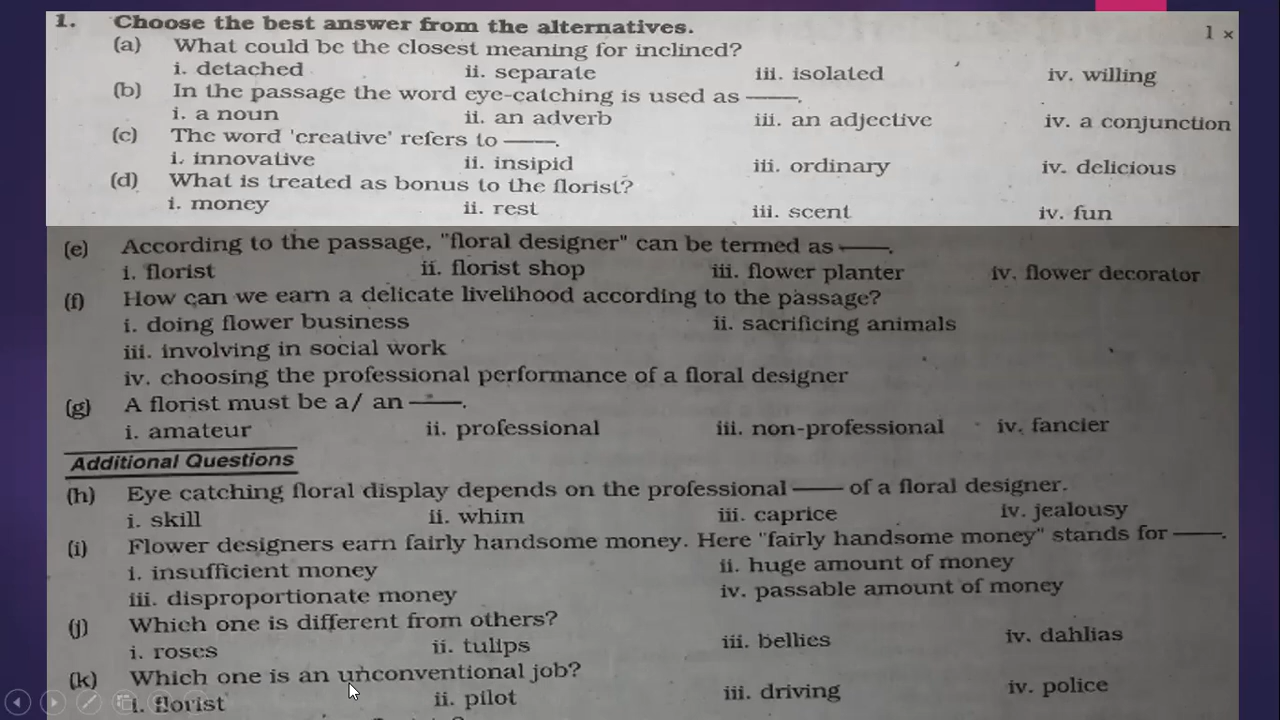 1. Choose the best answer from the alternatives. 1 ×
(a) What could be the closest meaning for inclined?
i. detached ii. separate iii. isolated iv. willing
(b) In the passage the word eye-catching is used as ——.
i. a noun ii. an adverb iii. an adjective iv. a conjunction
(c) The word 'creative' refers to ——.
i. innovative ii. insipid iii. ordinary iv. delicious
(d) What is treated as bonus to the florist?
i. money ii. rest iii. scent iv. fun
(e) According to the passage, "floral designer" can be termed as ——.
i. florist ii. florist shop iii. flower planter iv. flower decorator
(f) How can we earn a delicate livelihood according to the passage?
i. doing flower business ii. sacrificing animals
iii. involving in social work
iv. choosing the professional performance of a floral designer
(g) A florist must be a/ an ——.
i. amateur ii. professional iii. non-professional iv. fancier
Additional Questions
(h) Eye catching floral display depends on the professional —— of a floral designer.
i. skill ii. whim iii. caprice iv. jealousy
(i) Flower designers earn fairly handsome money. Here "fairly handsome money" stands for ——.
i. insufficient money ii. huge amount of money
iii. disproportionate money iv. passable amount of money
(j) Which one is different from others?
i. roses ii. tulips iii. bellies iv. dahlias
(k) Which one is an unconventional job?
i. florist ii. pilot iii. driving iv. police